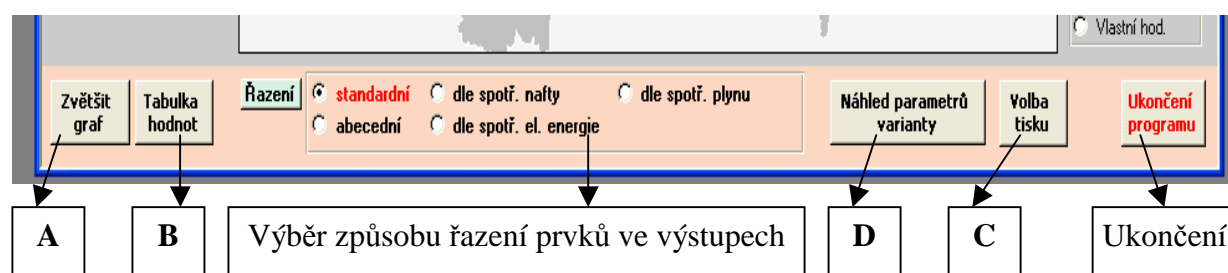 Vlastní hod.
Zvětšit
graf
Tabulka
hodnot
Řazení
standardní
dle spotř. nafty
dle spotř. plynu
abecední
dle spotř. el. energie
Náhled parametrů
varianty
Volba
tisku
Ukončení
programu
A
B
Výběr způsobu řazení prvků ve výstupech
D
C
Ukončení